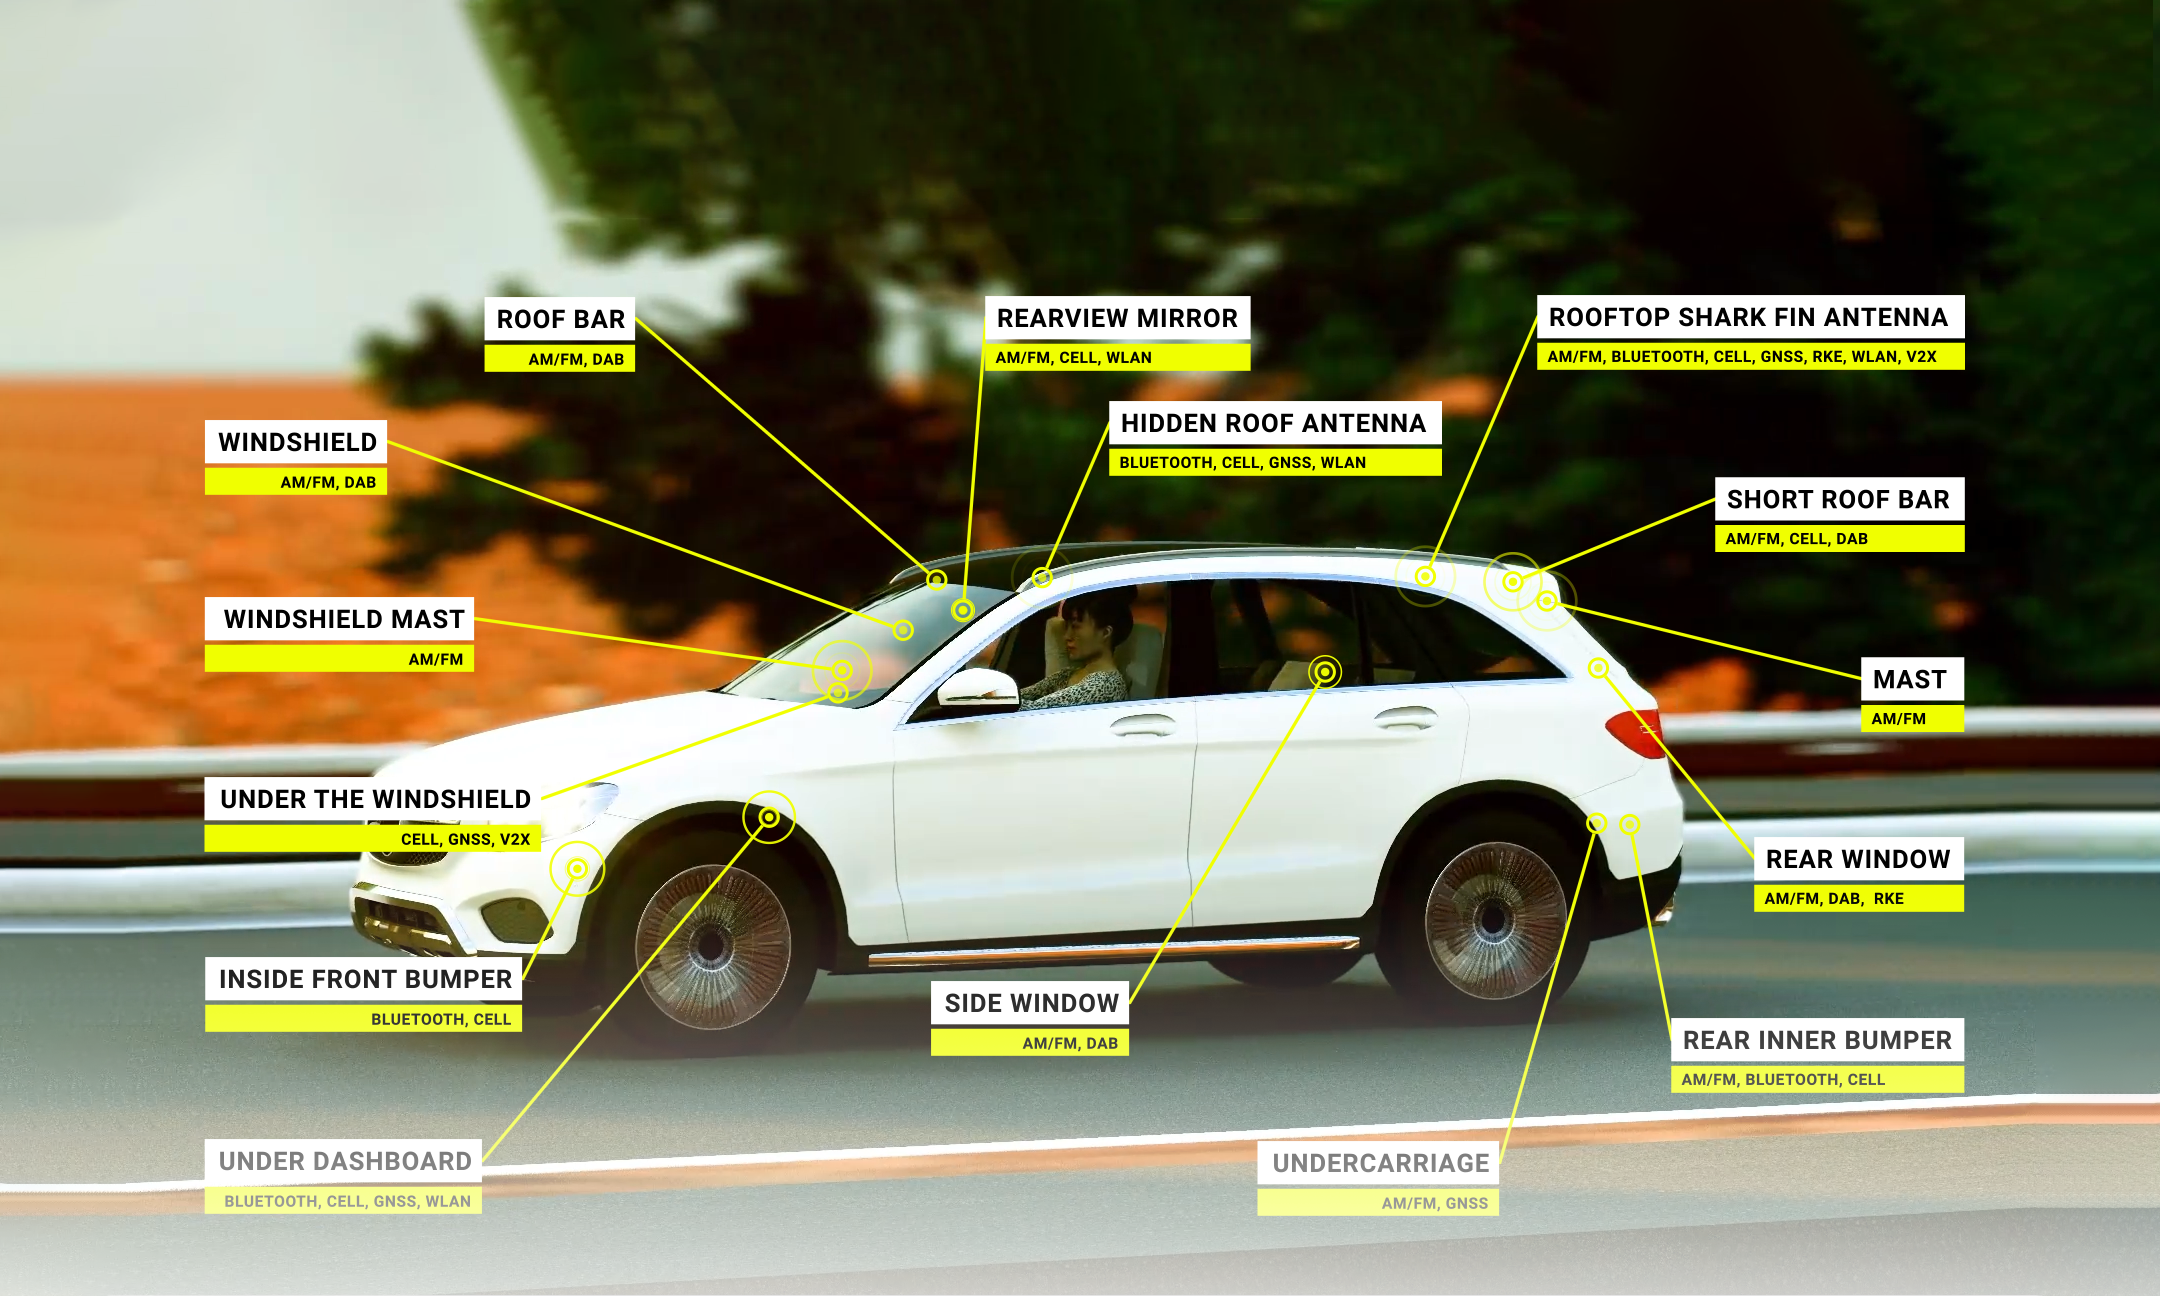 ROOF BAR
AM/FM, DAB
REARVIEW MIRROR
AM/FM, CELL, WLAN
ROOFTOP SHARK FIN ANTENNA
AM/FM, BLUETOOTH, CELL, GNSS, RKE, WLAN, V2X
HIDDEN ROOF ANTENNA
BLUETOOTH, CELL, GNSS, WLAN
WINDSHIELD
AM/FM, DAB
SHORT ROOF BAR
AM/FM, CELL, DAB
WINDSHIELD MAST
AM/FM
MAST
AM/FM
UNDER THE WINDSHIELD
CELL, GNSS, V2X
REAR WINDOW
AM/FM, DAB, RKE
INSIDE FRONT BUMPER
BLUETOOTH, CELL
SIDE WINDOW
AM/FM, DAB
REAR INNER BUMPER
AM/FM, BLUETOOTH, CELL
UNDER DASHBOARD
BLUETOOTH, CELL, GNSS, WLAN
UNDERCARRIAGE
AM/FM, GNSS